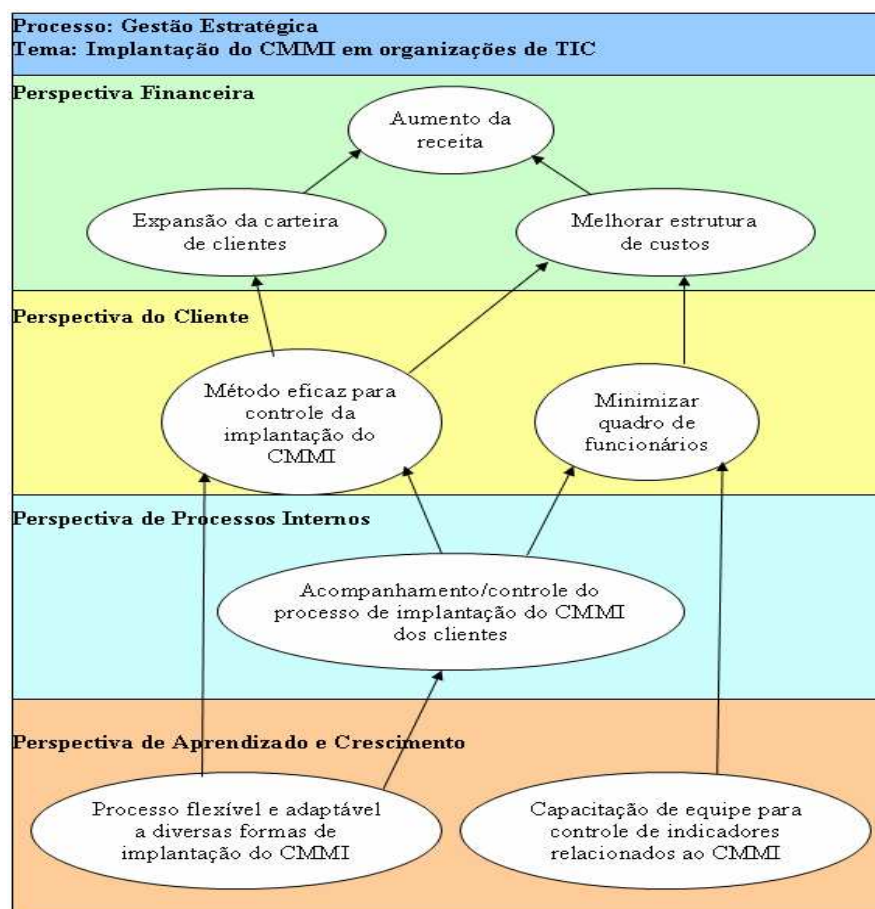 Processo: Gestão Estratégica
Tema: Implantação do CMMI em organizações de TIC
Perspectiva Financeira
Aumento da
receita
Expansão da carteira
de clientes
Melhorar estrutura
de custos
Perspectiva do Cliente
Método eficaz para
controle da
implantação do
CMMI
Minimizar
quadro de
funcionários
Perspectiva de Processos Internos
Acompanhamento/controle do
processo de implantação do CMMI
dos clientes
Perspectiva de Aprendizado e Crescimento
Processo flexível e adaptável
a diversas formas de
implantação do CMMI
Capacitação de equipe para
controle de indicadores
relacionados ao CMMI